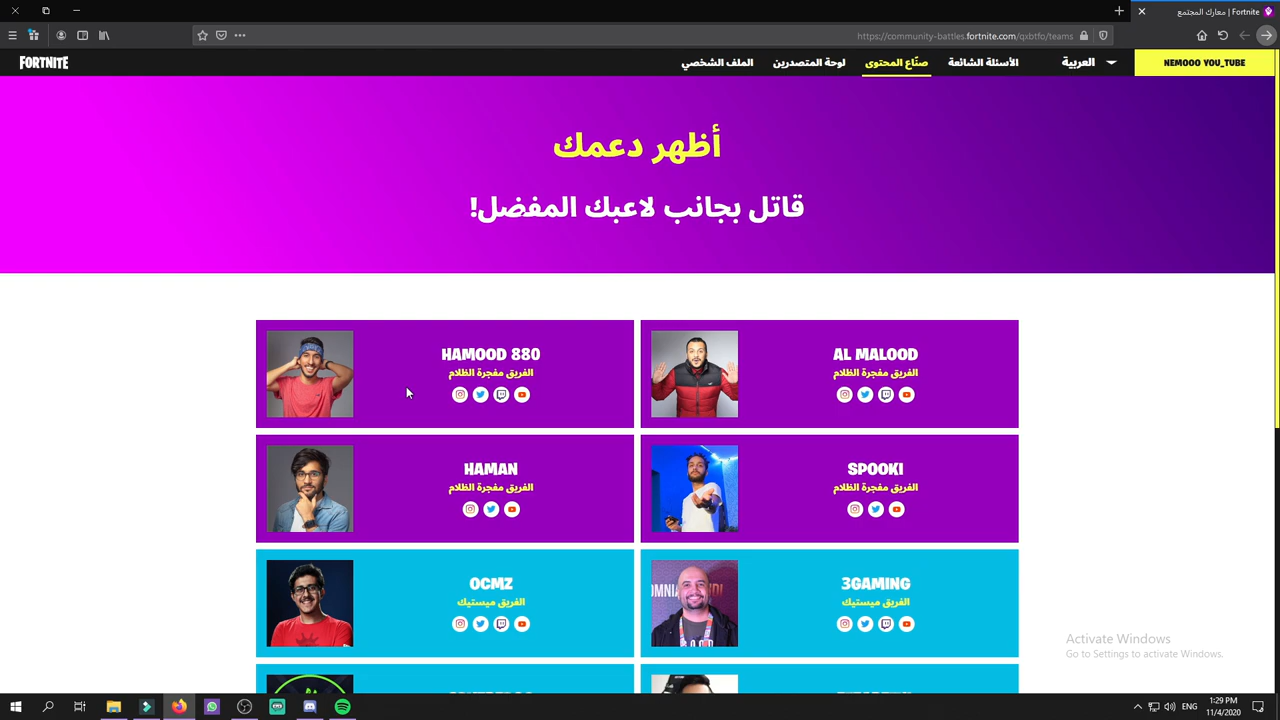 Fortnite | معارك المجتمع
https://community-battles.fortnite.com/qxbtfo/teams
FORTNITE
الملف الشخصي
لوحة المتصدرين
صنّاع المحتوى
الأسئلة الشائعة
العربية
NEMOOO YOU_TUBE
أظهر دعمك
قاتل بجانب لاعبك المفضل!
HAMOOD 880
الفريق مفجرة الظلام
AL MALOOD
الفريق مفجرة الظلام
HAMAN
الفريق مفجرة الظلام
SPOOKI
الفريق مفجرة الظلام
OCMZ
الفريق ميستيك
3GAMING
الفريق ميستيك
Activate Windows
Go to Settings to activate Windows.
ENG
1:29 PM
11/4/2020